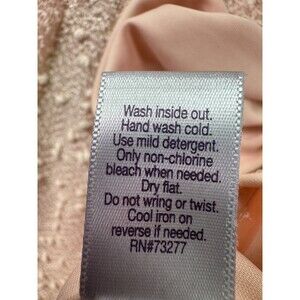 Wash inside out.
Hand wash cold.
Use mild detergent.
Only non-chlorine
bleach when needed.
Dry flat.
Do not wring or twist.
Cool iron on
reverse if needed.
RN#73277